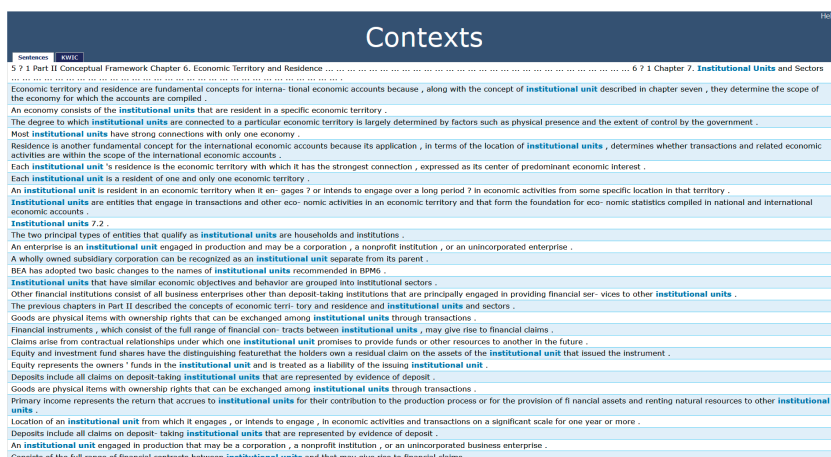 Hel
Contexts
Sentences KWIC
5 ? 1 Part II Conceptual Framework Chapter 6. Economic Territory and Residence ... ... ... ... ... ... ... ... ... ... ... ... ... ... ... ... ... ... ... ... ... ... ... ... ... ... ... 6 ? 1 Chapter 7. Institutional Units and Sectors
... ... ... ... ... ... ... ... ... ... ... ... ... ... ... ... ... ... ... ... ... ... ... ... ... ... ... ... .
Economic territory and residence are fundamental concepts for interna- tional economic accounts because , along with the concept of institutional unit described in chapter seven , they determine the scope of
the economy for which the accounts are compiled .
An economy consists of the institutional units that are resident in a specific economic territory .
The degree to which institutional units are connected to a particular economic territory is largely determined by factors such as physical presence and the extent of control by the government .
Most institutional units have strong connections with only one economy .
Residence is another fundamental concept for the international economic accounts because its application , in terms of the location of institutional units , determines whether transactions and related economic
activities are within the scope of the international economic accounts .
Each institutional unit 's residence is the economic territory with which it has the strongest connection , expressed as its center of predominant economic interest .
Each institutional unit is a resident of one and only one economic territory .
An institutional unit is resident in an economic territory when it en- gages ? or intends to engage over a long period ? in economic activities from some specific location in that territory .
Institutional units are entities that engage in transactions and other eco- nomic activities in an economic territory and that form the foundation for eco- nomic statistics compiled in national and international
economic accounts .
Institutional units 7.2 .
The two principal types of entities that qualify as institutional units are households and institutions .
An enterprise is an institutional unit engaged in production and may be a corporation , a nonprofit institution , or an unincorporated enterprise .
A wholly owned subsidiary corporation can be recognized as an institutional unit separate from its parent .
BEA has adopted two basic changes to the names of institutional units recommended in BPM6 .
Institutional units that have similar economic objectives and behavior are grouped into institutional sectors .
Other financial institutions consist of all business enterprises other than deposit-taking institutions that are principally engaged in providing financial ser- vices to other institutional units .
The previous chapters in Part II described the concepts of economic terri- tory and residence and institutional units and sectors .
Goods are physical items with ownership rights that can be exchanged among institutional units through transactions .
Financial instruments , which consist of the full range of financial con- tracts between institutional units , may give rise to financial claims .
Claims arise from contractual relationships under which one institutional unit promises to provide funds or other resources to another in the future .
Equity and investment fund shares have the distinguishing featurethat the holders own a residual claim on the assets of the institutional unit that issued the instrument .
Equity represents the owners ' funds in the institutional unit and is treated as a liability of the issuing institutional unit .
Deposits include all claims on deposit-taking institutional units that are represented by evidence of deposit .
Goods are physical items with ownership rights that can be exchanged among institutional units through transactions .
Primary income represents the return that accrues to institutional units for their contribution to the production process or for the provision of fi nancial assets and renting natural resources to other institutional
units .
Location of an institutional unit from which it engages , or intends to engage , in economic activities and transactions on a significant scale for one year or more .
Deposits include all claims on deposit- taking institutional units that are represented by evidence of deposit .
An institutional unit engaged in production that may be a corporation , a nonprofit institution , or an unincorporated business enterprise .
Consists of the full range of financial contracts between institutional units and that may give rise to financial claims .